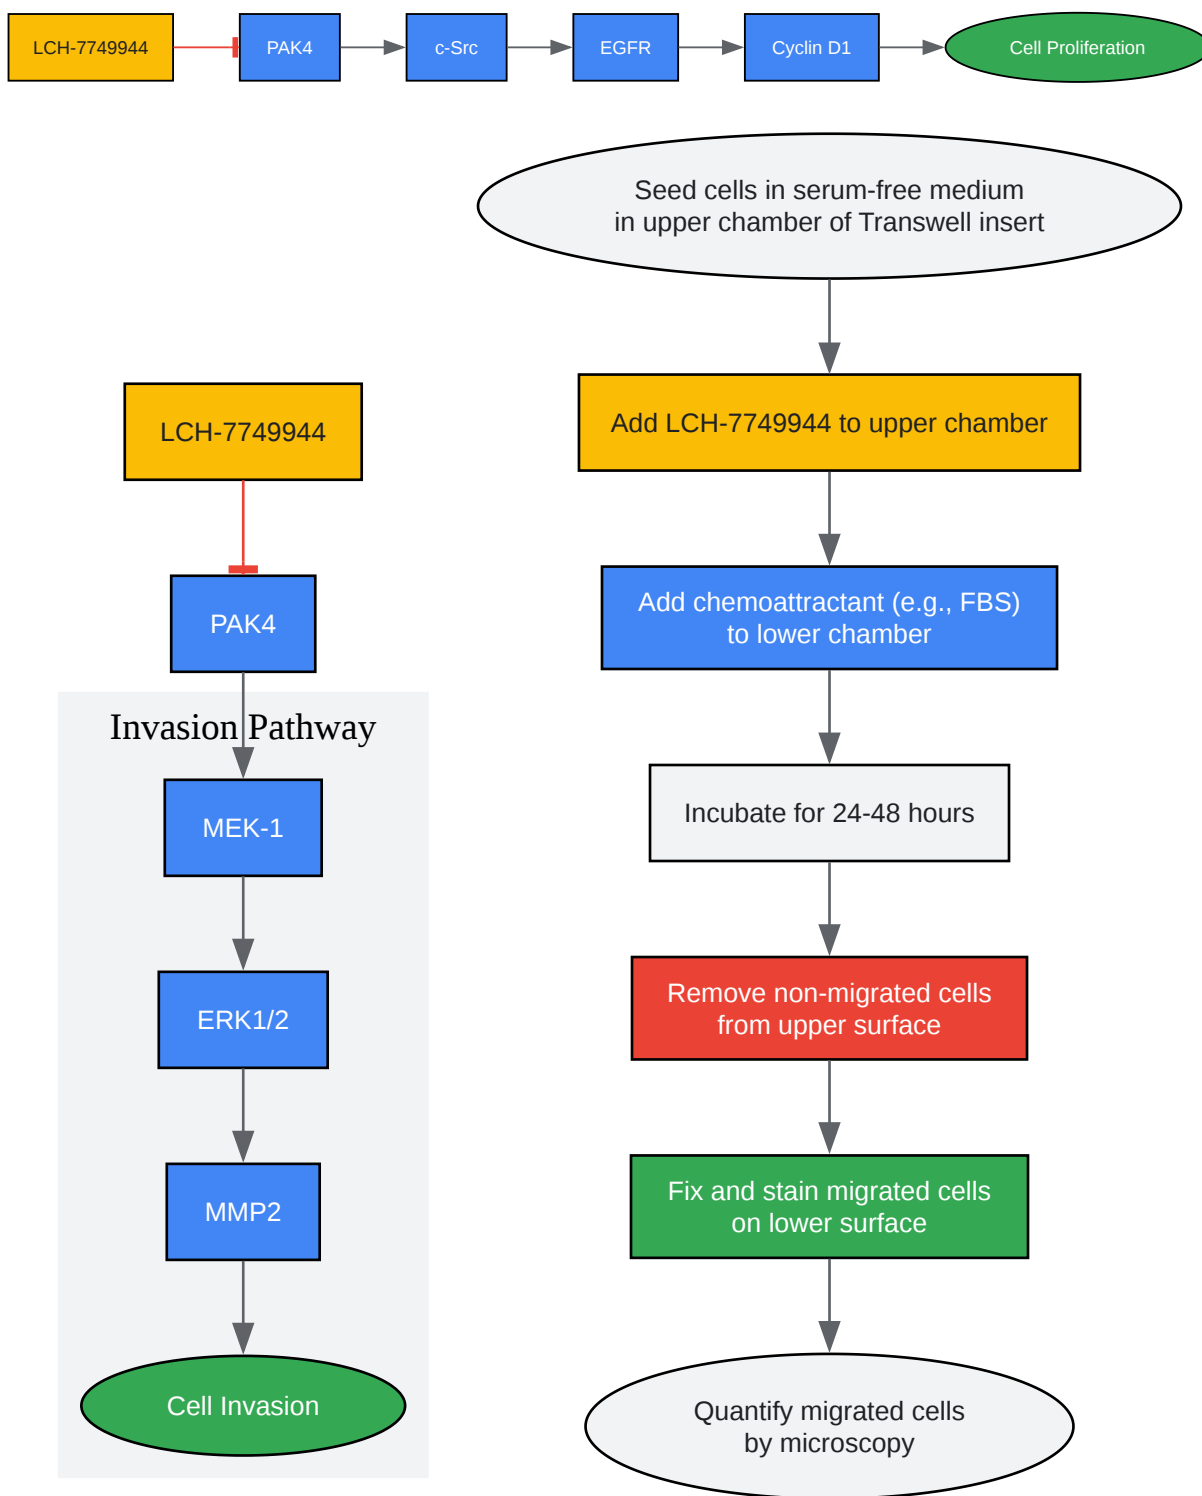 LCH-7749944
PAK4
c-Src
EGFR
Cyclin D1
Cell Proliferation
LCH-7749944
PAK4
Invasion Pathway
MEK-1
ERK1/2
MMP2
Cell Invasion
Seed cells in serum-free medium
in upper chamber of Transwell insert
Add LCH-7749944 to upper chamber
Add chemoattractant (e.g., FBS)
to lower chamber
Incubate for 24-48 hours
Remove non-migrated cells
from upper surface
Fix and stain migrated cells
on lower surface
Quantify migrated cells
by microscopy